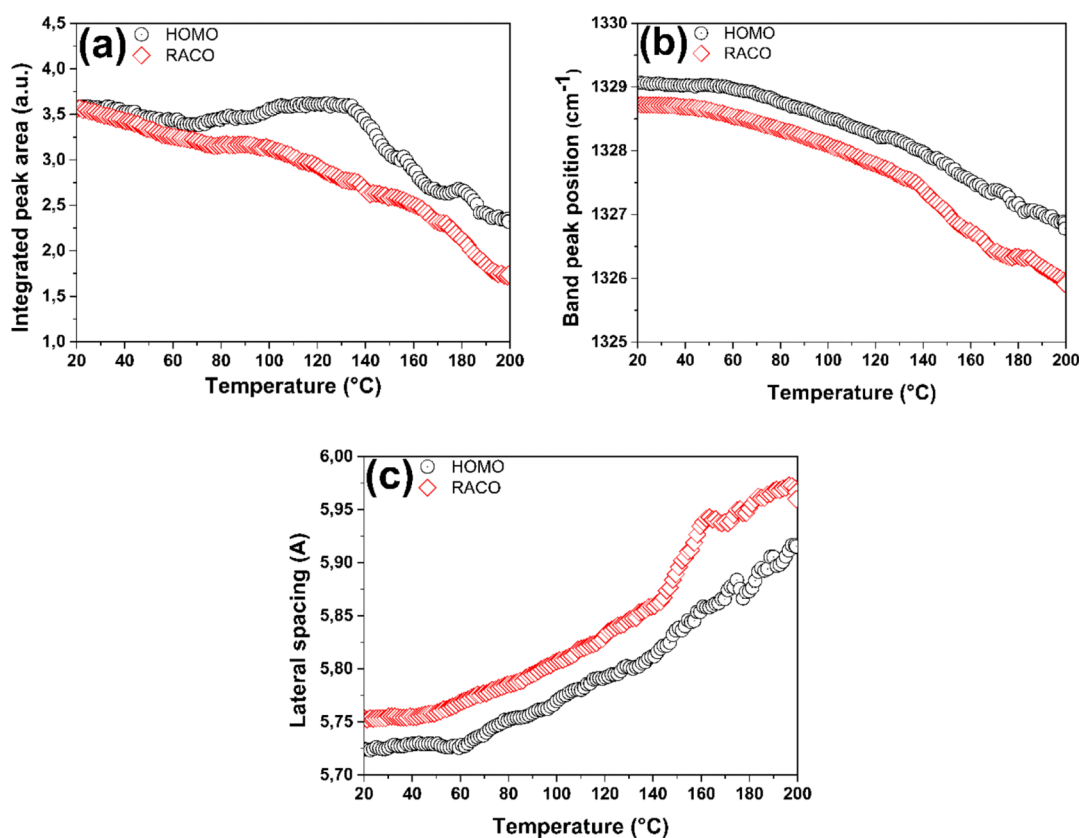 (a)
HOMO
RACO
Integrated peak area (a.u.)
4,5
4,0
3,5
3,0
2,5
2,0
1,5
1,0
20 40 60 80 100 120 140 160 180 200
Temperature (°C)
(b)
HOMO
RACO
Band peak position (cm-1)
1330
1329
1328
1327
1326
1325
20 40 60 80 100 120 140 160 180 200
Temperature (°C)
(c)
HOMO
RACO
Lateral spacing (A)
6,00
5,95
5,90
5,85
5,80
5,75
5,70
20 40 60 80 100 120 140 160 180 200
Temperature (°C)